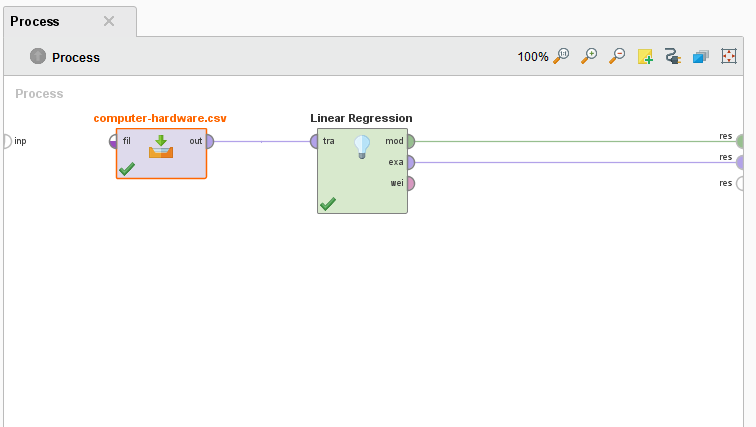 Process
Process
100%
Process
computer-hardware.csv
Linear Regression
inp
fil
out
tra
mod
res
exa
res
wei
res